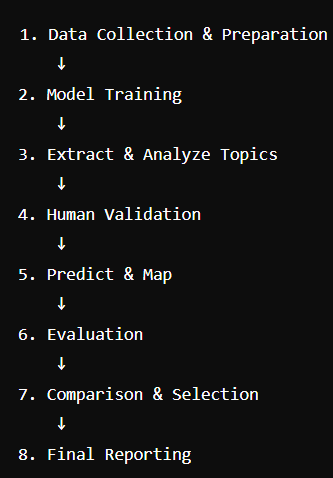 1. Data Collection & Preparation
↓
2. Model Training
↓
3. Extract & Analyze Topics
↓
4. Human Validation
↓
5. Predict & Map
↓
6. Evaluation
↓
7. Comparison & Selection
↓
8. Final Reporting